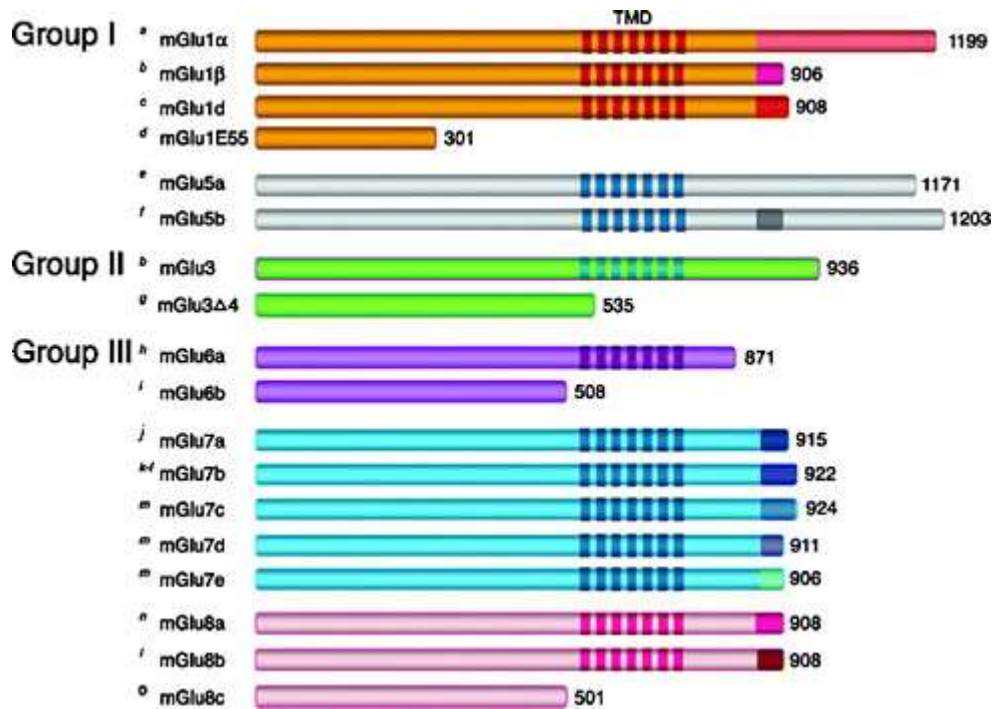 TMD
Group I a mGlu1α 1199
b mGlu1β 906
c mGlu1d 908
d mGlu1E55 301
e mGlu5a 1171
f mGlu5b 1203
Group II b mGlu3 936
g mGlu3Δ4 535
Group III h mGlu6a 871
i mGlu6b 508
j mGlu7a 915
k-l mGlu7b 922
m mGlu7c 924
m mGlu7d 911
m mGlu7e 906
n mGlu8a 908
mGlu8b 908
o mGlu8c 501